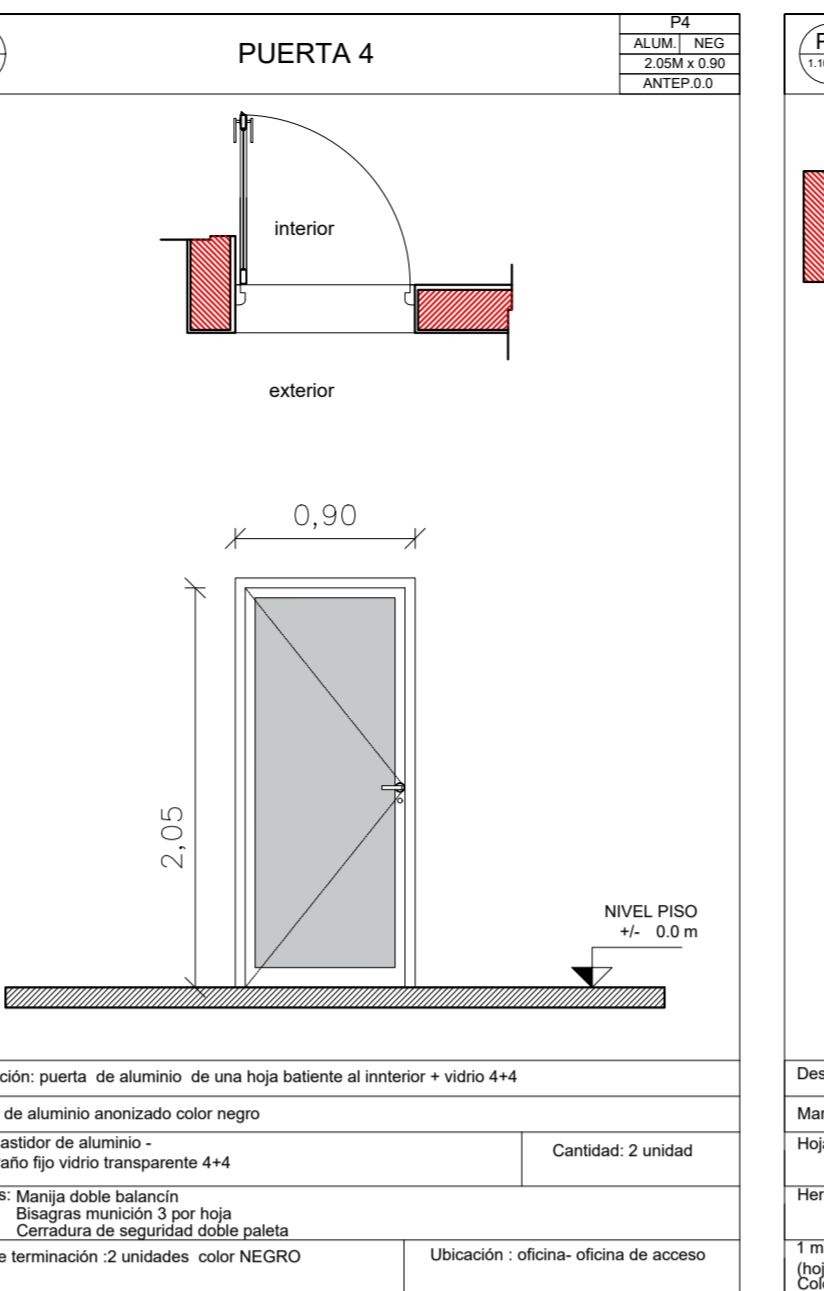 P4
PUERTA 4
ALUM. NEG
2.05M x 0.90
ANTEP.0.0
interior
exterior
0,90
2,05
NIVEL PISO
+/- 0.0 m
ción: puerta de aluminio de una hoja batiente al innterior + vidrio 4+4
de aluminio anonizado color negro
astidor de aluminio -
año fijo vidrio transparente 4+4
Cantidad: 2 unidad
s: Manija doble balancín
Bisagras munición 3 por hoja
Cerradura de seguridad doble paleta
e terminación :2 unidades color NEGRO
Ubicación : oficina- oficina de acceso
P
1.10
Des
Mar
Hoja
Her
1 m
(hoj
Colo